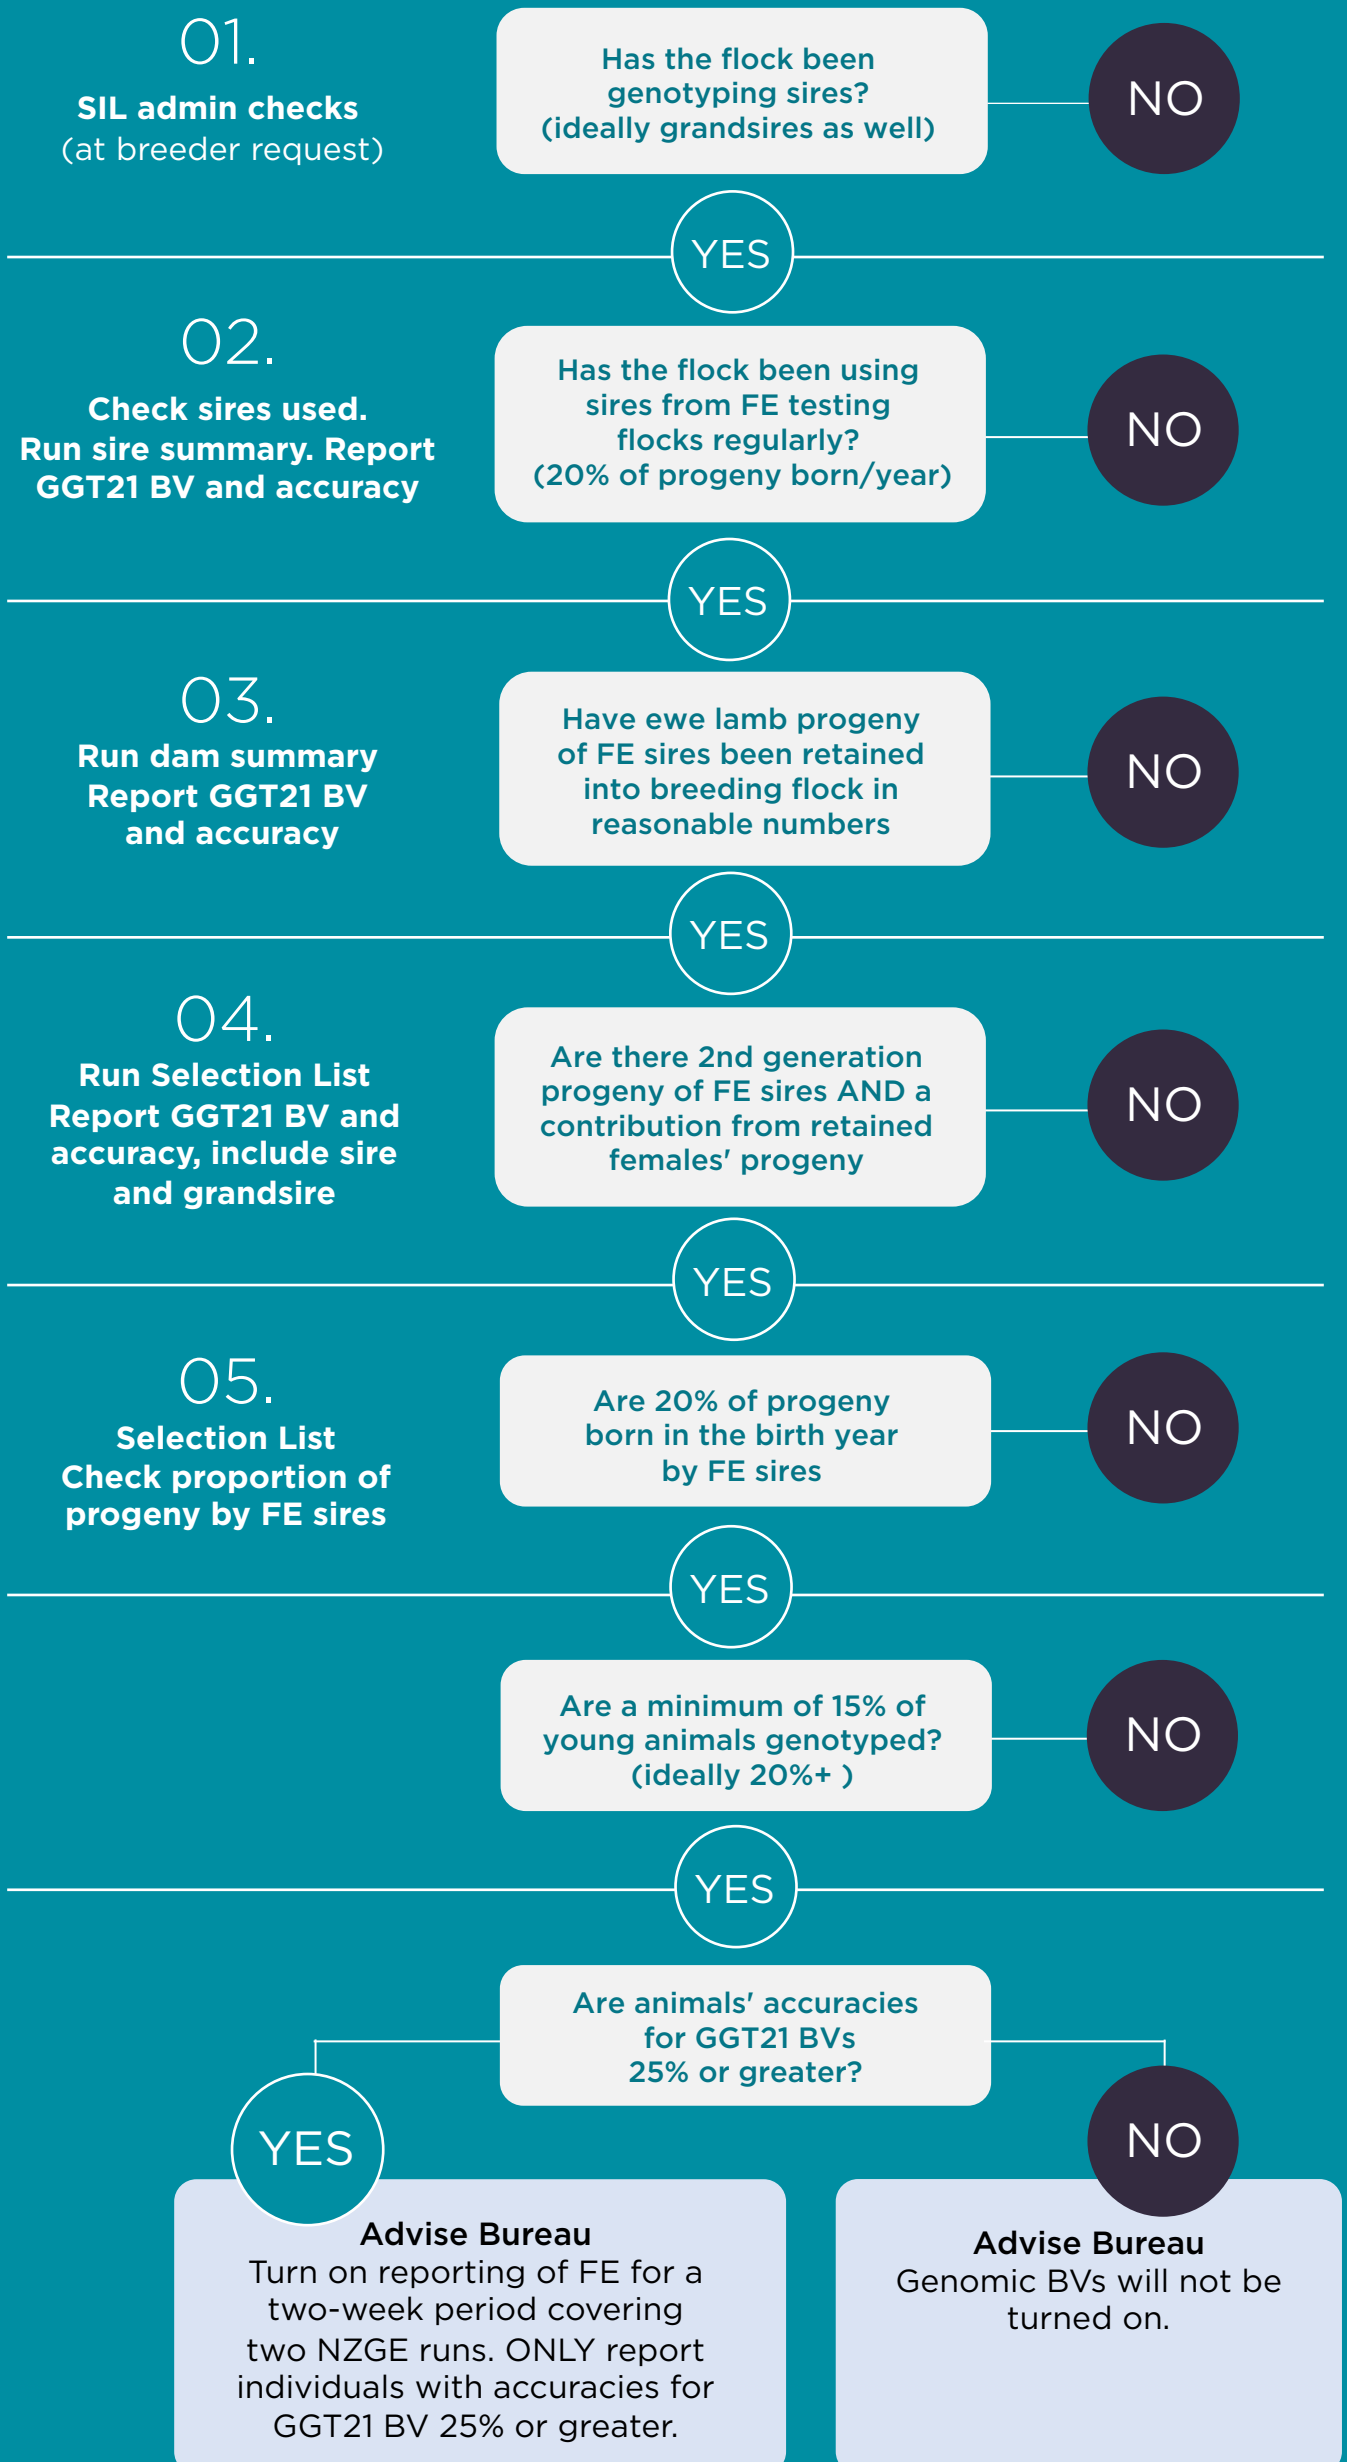 01.
SIL admin checks
(at breeder request)
Has the flock been
genotyping sires?
(ideally grandsires as well)
NO
YES
02.
Check sires used.
Run sire summary. Report
GGT21 BV and accuracy
Has the flock been using
sires from FE testing
flocks regularly?
(20% of progeny born/year)
NO
YES
03.
Run dam summary
Report GGT21 BV
and accuracy
Have ewe lamb progeny
of FE sires been retained
into breeding flock in
reasonable numbers
NO
YES
04.
Run Selection List
Report GGT21 BV and
accuracy, include sire
and grandsire
Are there 2nd generation
progeny of FE sires AND a
contribution from retained
females' progeny
NO
YES
05.
Selection List
Check proportion of
progeny by FE sires
Are 20% of progeny
born in the birth year
by FE sires
NO
YES
Are a minimum of 15% of
young animals genotyped?
(ideally 20%+ )
NO
YES
Are animals' accuracies
for GGT21 BVs
25% or greater?
YES
Advise Bureau
Turn on reporting of FE for a
two-week period covering
two NZGE runs. ONLY report
individuals with accuracies for
GGT21 BV 25% or greater.
NO
Advise Bureau
Genomic BVs will not be
turned on.